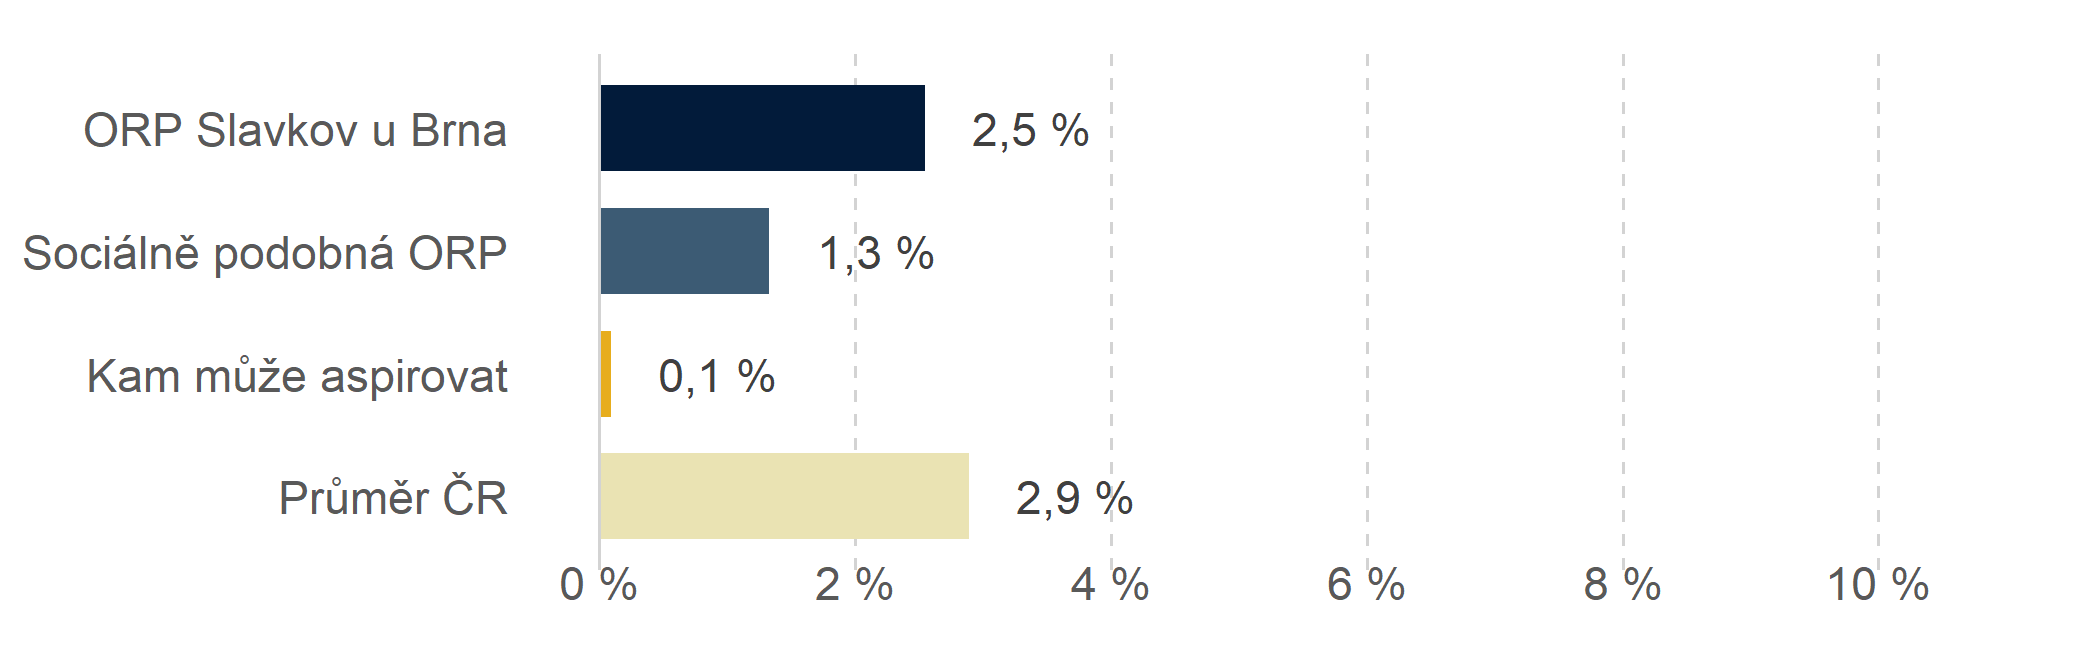 ORP Slavkov u Brna
2,5 %
Sociálně podobná ORP
1,3 %
Kam může aspirovat
0,1 %
Průměr ČR
2,9 %
0 %
2 %
4 %
6 %
8 %
10 %